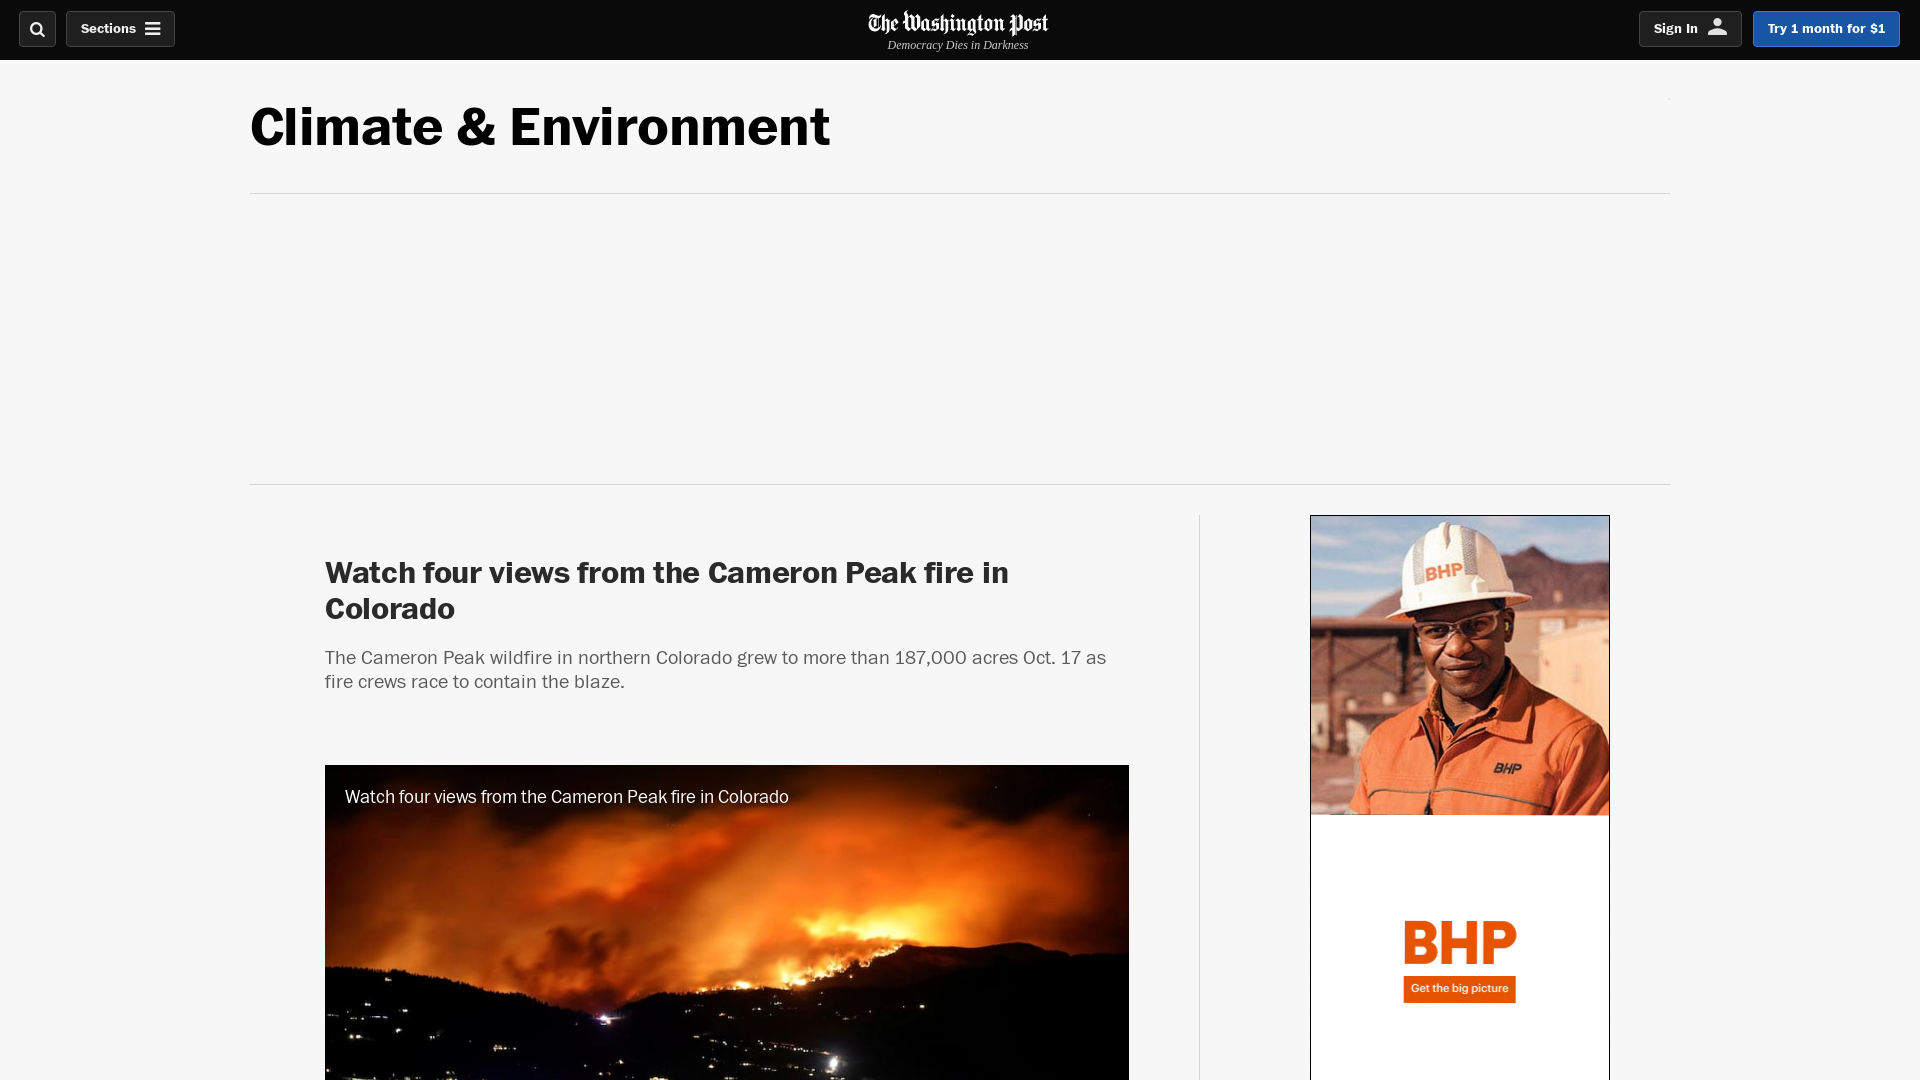 Sections
The Washington Post
Democracy Dies in Darkness
Sign In
Try 1 month for $1
Climate & Environment
Watch four views from the Cameron Peak fire in
Colorado
The Cameron Peak wildfire in northern Colorado grew to more than 187,000 acres Oct. 17 as
fire crews race to contain the blaze.
Watch four views from the Cameron Peak fire in Colorado
BHP
BHP
BHP
Get the big picture